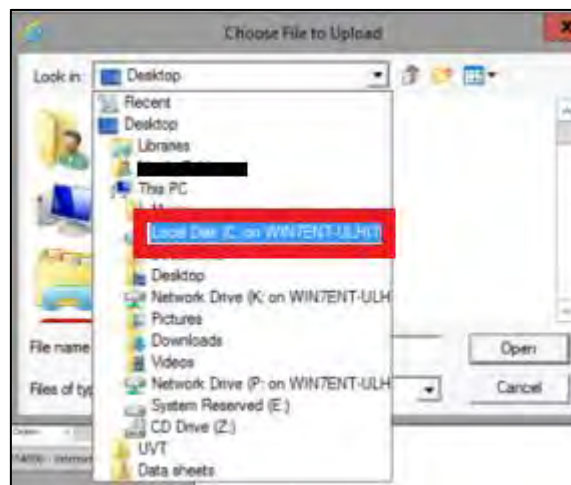 Choose File to Upload
Look in:
Desktop
Recent
Desktop
Libraries
This PC
Local Disk (C: on WIN7ENT-ULH(T
Desktop
Network Drive (K: on WIN7ENT-ULH
Pictures
Downloads
Videos
Network Drive (P: on WIN7ENT-ULH
System Reserved (E:)
CD Drive (Z:)
UVT
Data sheets
File name
Open
Files of typ
Cancel